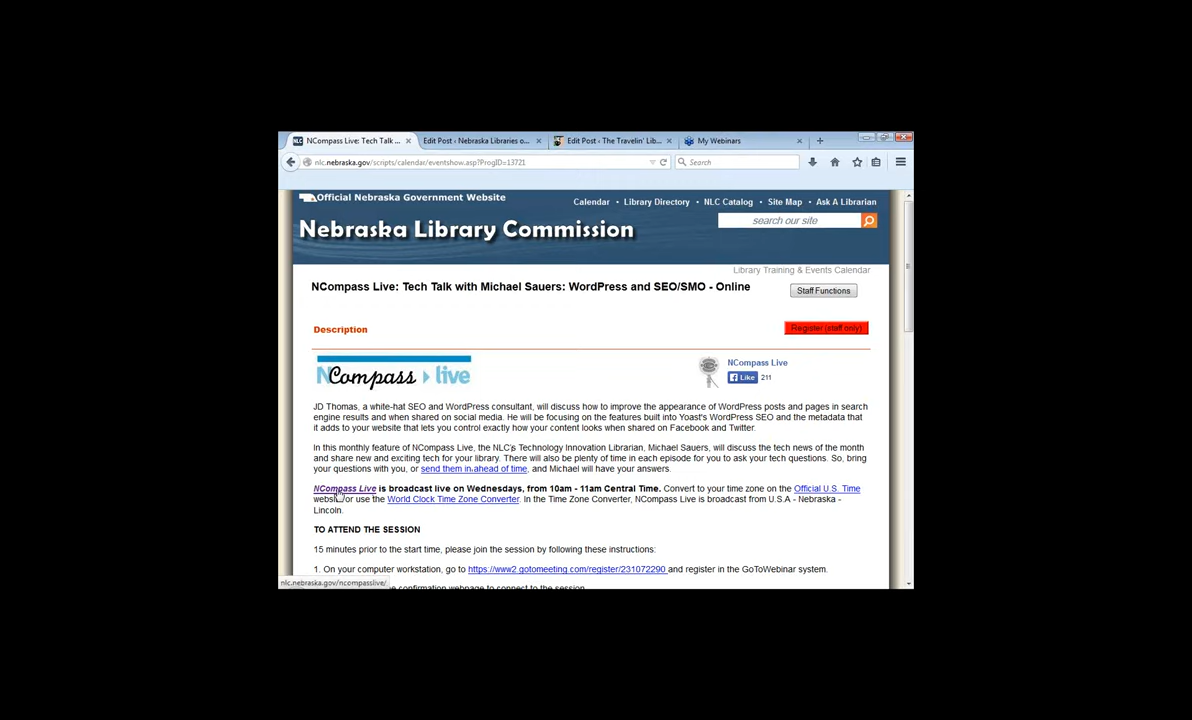 NCompass Live: Tech Talk ... × Edit Post ‹ Nebraska Libraries o... × Edit Post ‹ The Travelin' Lib... × My Webinars × +
nlc.nebraska.gov/scripts/calendar/eventshow.asp?ProgID=13721 Search
Official Nebraska Government Website
Calendar • Library Directory • NLC Catalog • Site Map • Ask A Librarian
search our site
Nebraska Library Commission
Library Training & Events Calendar
NCompass Live: Tech Talk with Michael Sauers: WordPress and SEO/SMO - Online
Staff Functions
Description
Register (staff only)
NCompass live
NCompass Live
Like 211
JD Thomas, a white-hat SEO and WordPress consultant, will discuss how to improve the appearance of WordPress posts and pages in search
engine results and when shared on social media. He will be focusing on the features built into Yoast's WordPress SEO and the metadata that
it adds to your website that lets you control exactly how your content looks when shared on Facebook and Twitter.
In this monthly feature of NCompass Live, the NLC's Technology Innovation Librarian, Michael Sauers, will discuss the tech news of the month
and share new and exciting tech for your library. There will also be plenty of time in each episode for you to ask your tech questions. So, bring
your questions with you, or send them in ahead of time, and Michael will have your answers.
NCompass Live is broadcast live on Wednesdays, from 10am - 11am Central Time. Convert to your time zone on the Official U.S. Time
website or use the World Clock Time Zone Converter. In the Time Zone Converter, NCompass Live is broadcast from U.S.A - Nebraska -
Lincoln.
TO ATTEND THE SESSION
15 minutes prior to the start time, please join the session by following these instructions:
1. On your computer workstation, go to https://www2.gotomeeting.com/register/231072290 and register in the GoToWebinar system.
nlc.nebraska.gov/ncompasslive/
e confirmation webpage to connect to the session.